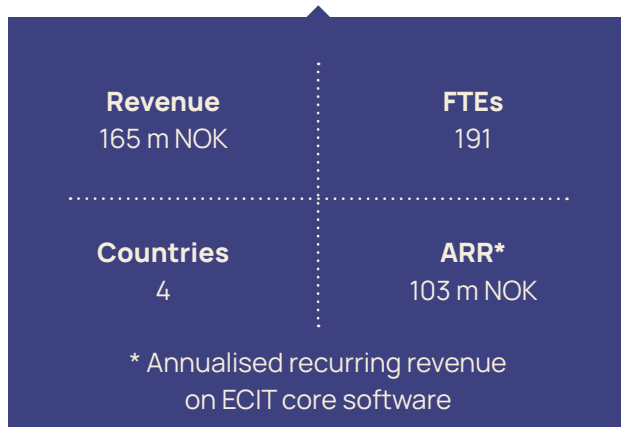 Revenue
165 m NOK
FTEs
191
Countries
4
ARR*
103 m NOK
* Annualised recurring revenue
on ECIT core software